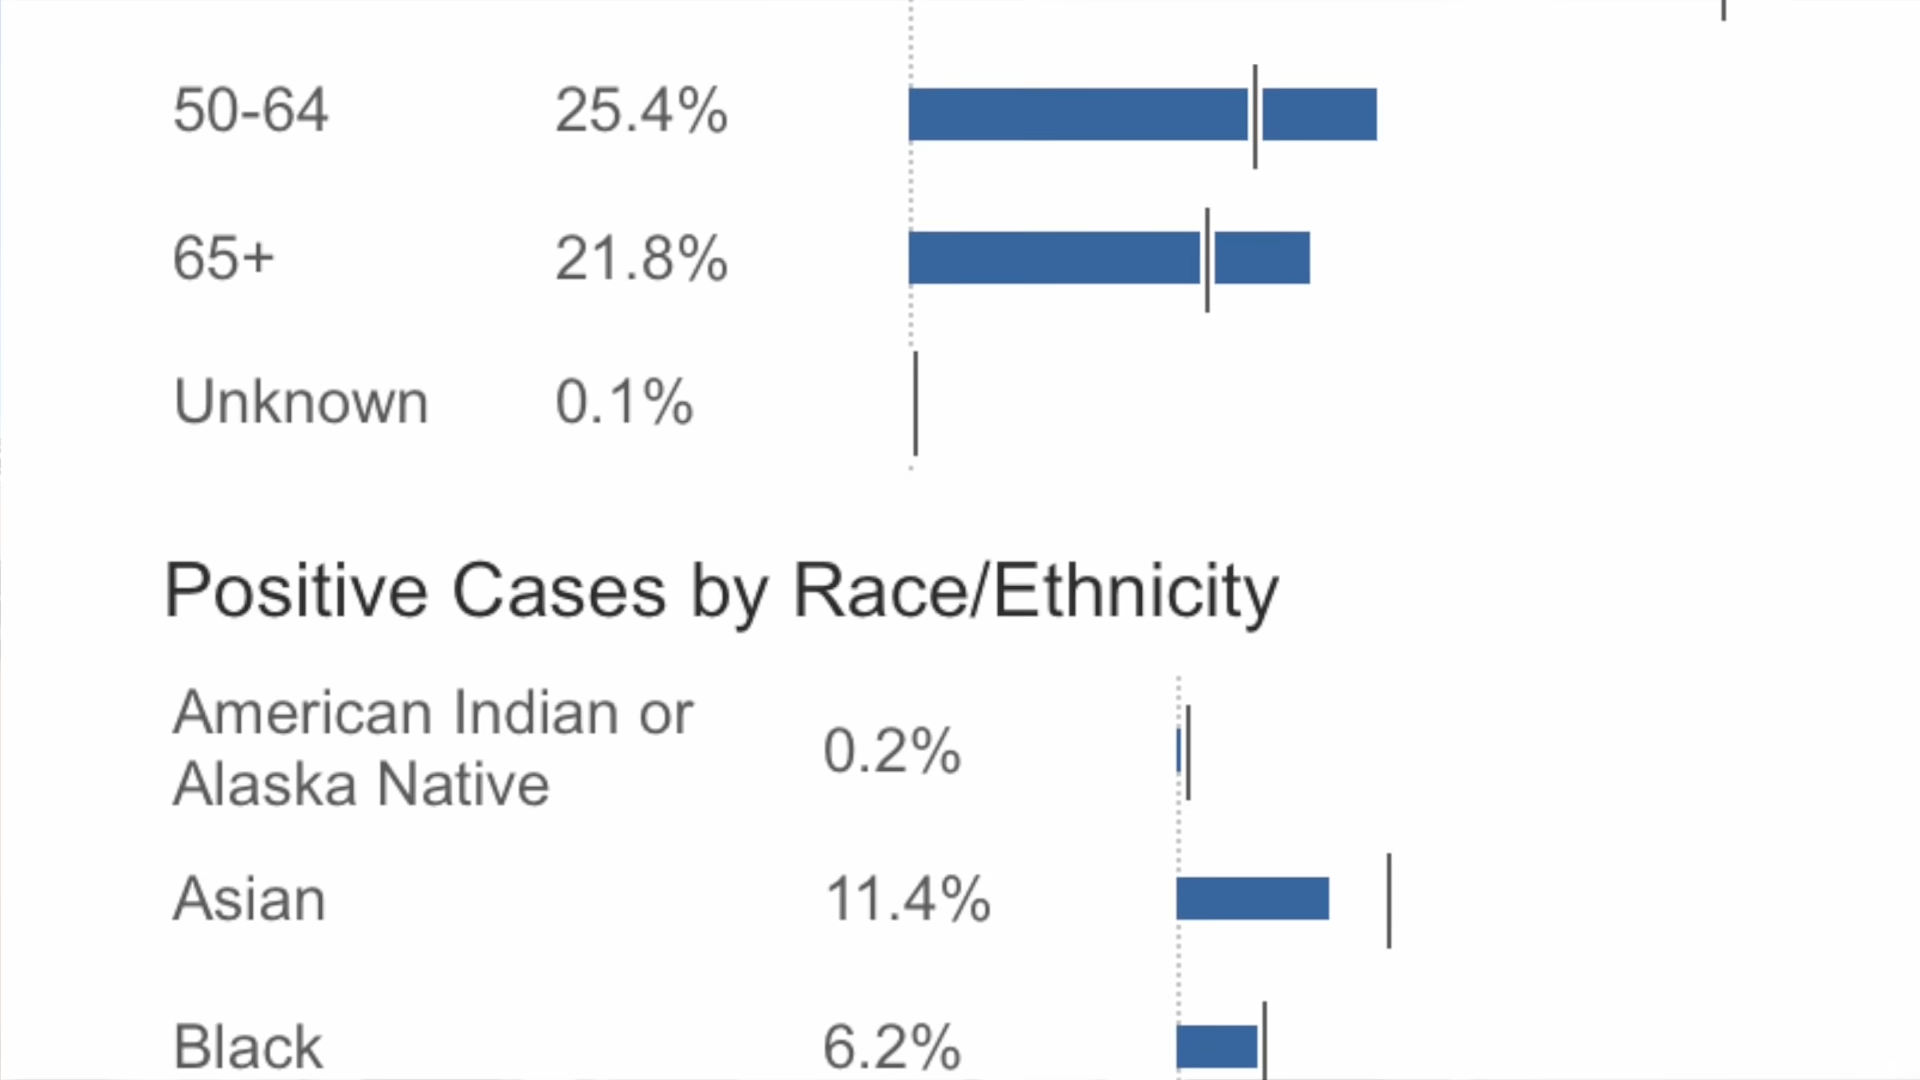 50-64 25.4%
65+ 21.8%
Unknown 0.1%
Positive Cases by Race/Ethnicity
American Indian or
Alaska Native 0.2%
Asian 11.4%
Black 6.2%